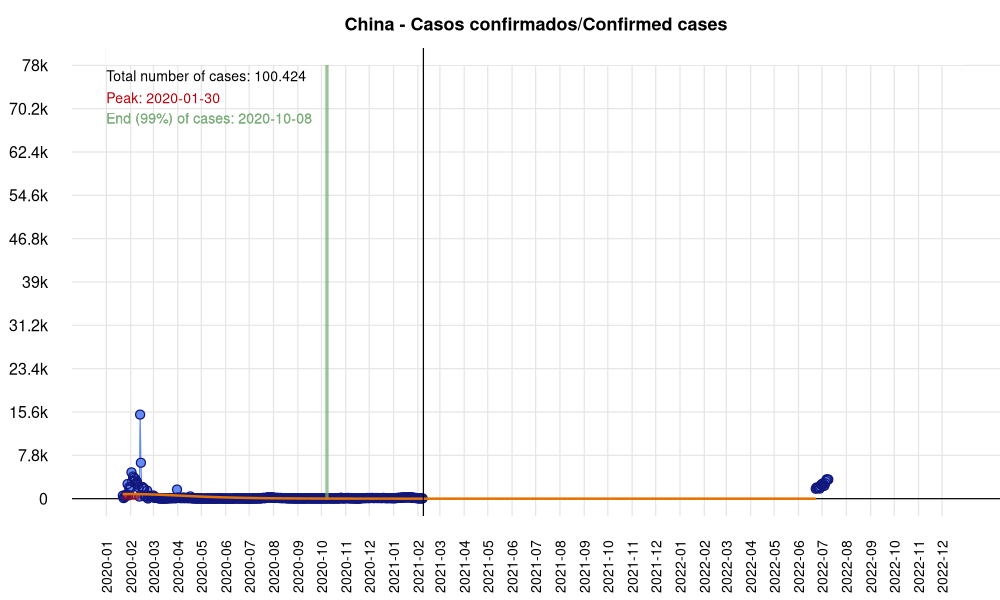 China - Casos confirmados/Confirmed cases
78k
70.2k
62.4k
54.6k
46.8k
39k
31.2k
23.4k
15.6k
7.8k
0
Total number of cases: 100.424
Peak: 2020-01-30
End (99%) of cases: 2020-10-08
2020-01
2020-02
2020-03
2020-04
2020-05
2020-06
2020-07
2020-08
2020-09
2020-10
2020-11
2020-12
2021-01
2021-02
2021-03
2021-04
2021-05
2021-06
2021-07
2021-08
2021-09
2021-10
2021-11
2021-12
2022-01
2022-02
2022-03
2022-04
2022-05
2022-06
2022-07
2022-08
2022-09
2022-10
2022-11
2022-12